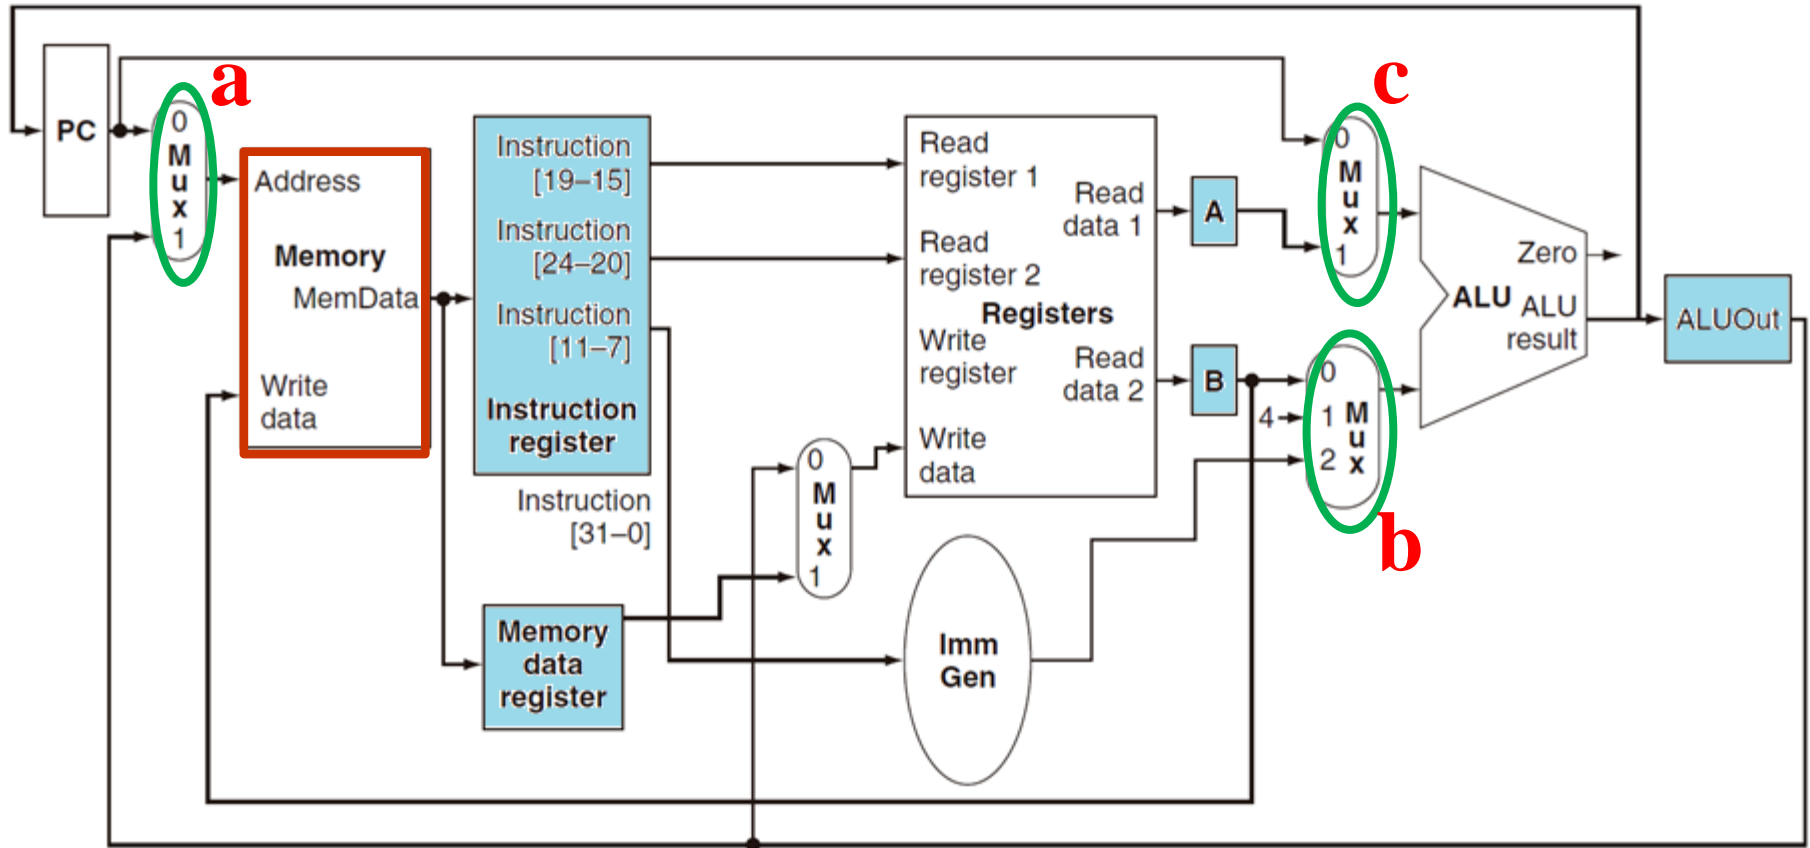 a
c
PC
0
M
u
x
1
Address
Memory
MemData
Write
data
Instruction
[19–15]
Instruction
[24–20]
Instruction
[11–7]
Instruction
register
Instruction
[31–0]
Memory
data
register
0
M
u
x
1
Read
register 1
Read
register 2
Registers
Write
register
Write
data
Read
data 1
Read
data 2
Imm
Gen
A
B
4
0
M
u
x
1
0
1 M
u
2 x
b
Zero
ALU
ALU
result
ALUOut